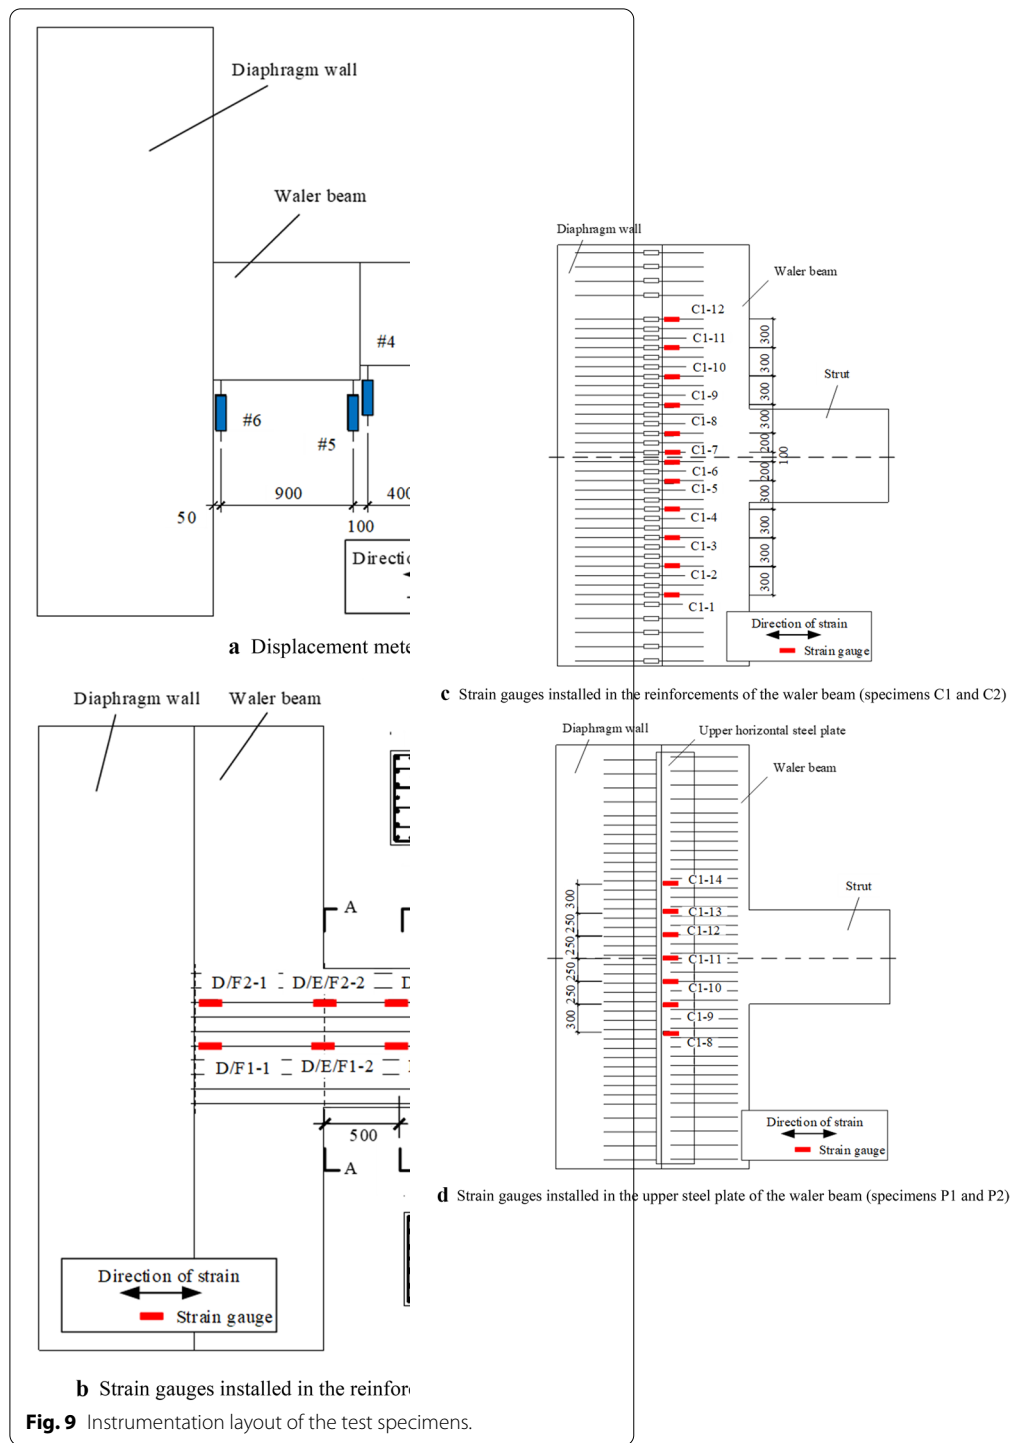 Diaphragm wall
Waler beam
#4
#6
#5
900
50
100
a Displacement
Diaphragm wall
Waler beam
A
D/F2-1
D/E/F2-2
D/F1-1
D/E/F1-2
500
A
Direction of strain
Strain gauge
b Strain gauges installed in the
Diaphragm wall
Waler beam
C1-12
C1-11
C1-10
C1-9
C1-8
C1-7
C1-6
C1-5
C1-4
C1-3
C1-2
C1-1
300
300
300
300
200
100
200
300
300
300
300
Strut
Direction of strain
Strain gauge
c Strain gauges installed in the reinforcements of the waler beam (specimens C1 and C2)
Diaphragm wall
Upper horizontal steel plate
Waler beam
C1-14
C1-13
C1-12
C1-11
C1-10
C1-9
C1-8
300
250
250
250
250
300
Strut
Direction of strain
Strain gauge
d Strain gauges installed in the upper steel plate of the waler beam (specimens P1 and P2)
Fig. 9 Instrumentation layout of the test specimens.